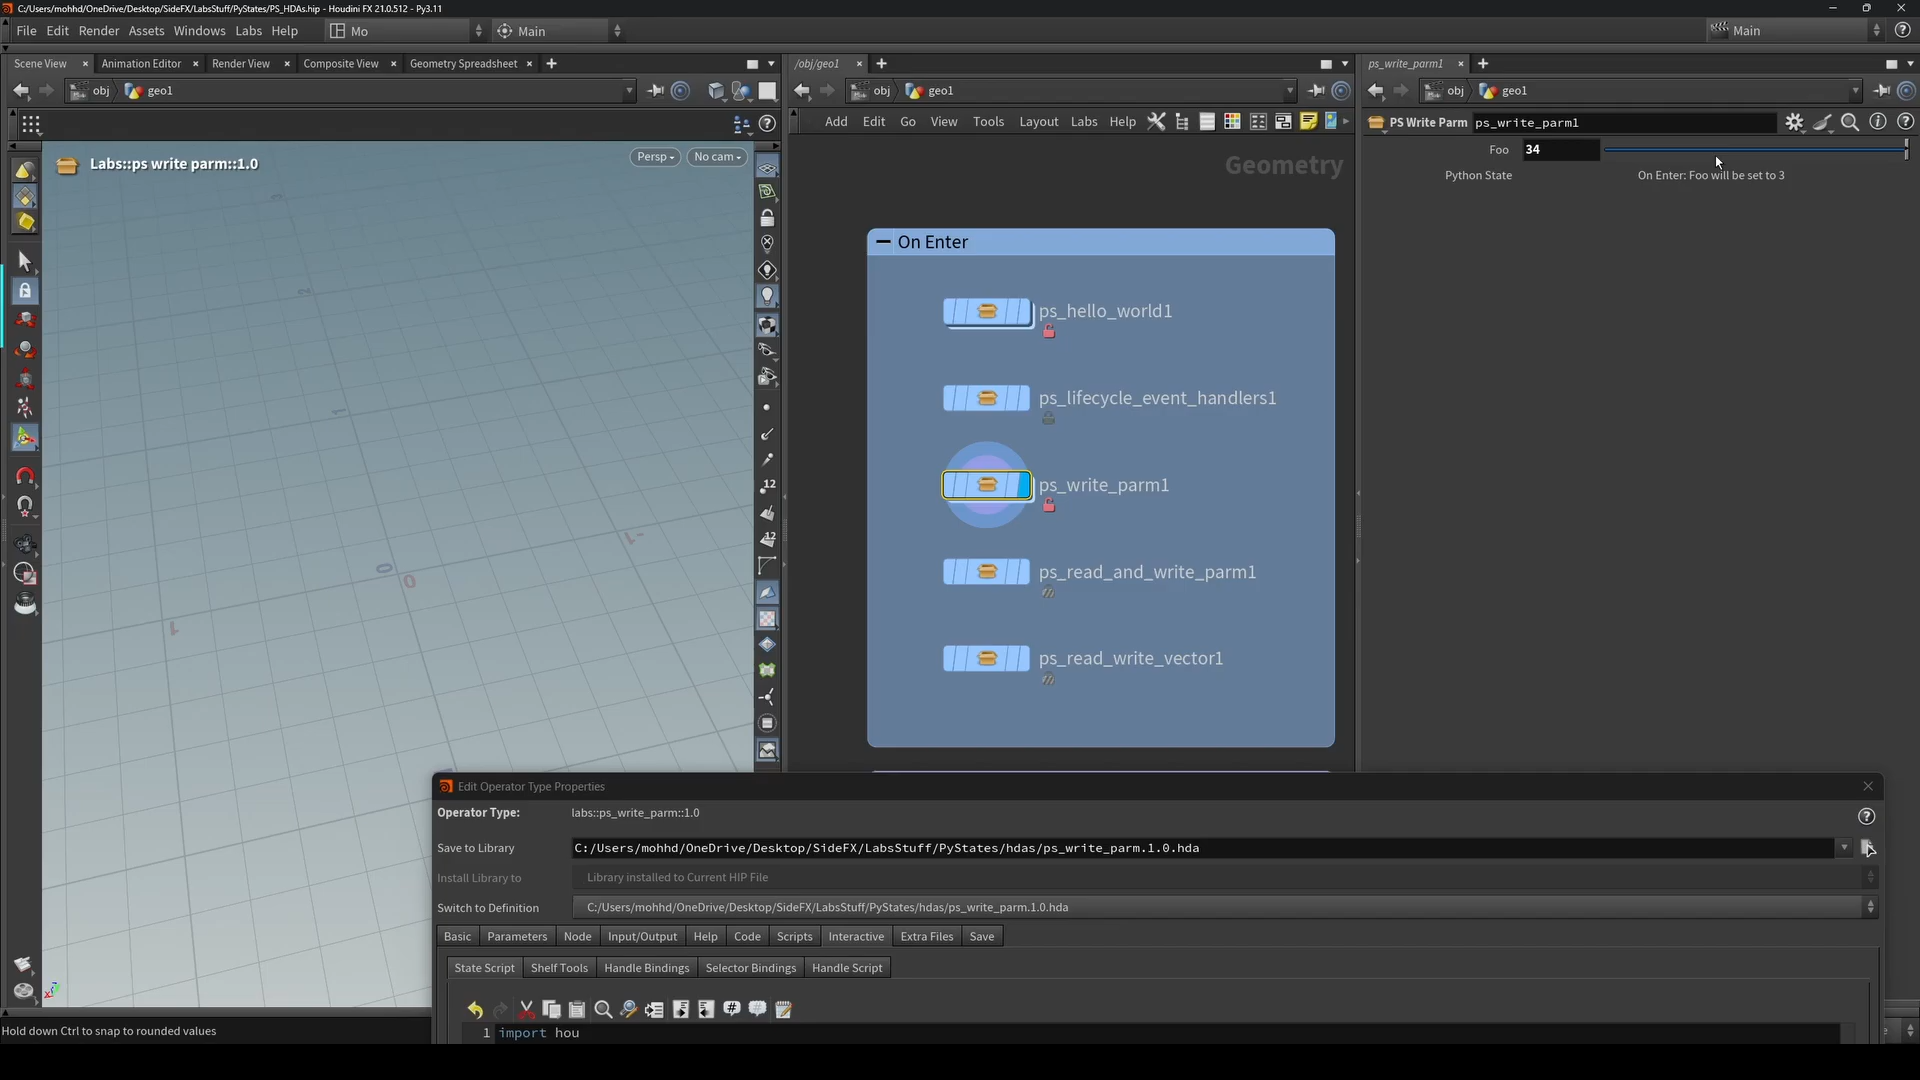 C:/Users/mohhd/OneDrive/Desktop/SideFX/LabsStuff/PyStates/PS_HDAs.hip - Houdini FX 21.0.512 - Py3.11
File Edit Render Assets Windows Labs Help Mo Main Main
Scene View Animation Editor Render View Composite View Geometry Spreadsheet
/obj/geo1
ps_write_parm1
obj geo1
obj geo1
obj geo1
Add Edit Go View Tools Layout Labs Help
PS Write Parm ps_write_parm1
Foo 34
Python State On Enter: Foo will be set to 3
Labs::ps write parm::1.0
Persp No cam
Geometry
On Enter
ps_hello_world1
ps_lifecycle_event_handlers1
ps_write_parm1
ps_read_and_write_parm1
ps_read_write_vector1
12
12
Edit Operator Type Properties
Operator Type: labs::ps_write_parm::1.0
Save to Library C:/Users/mohhd/OneDrive/Desktop/SideFX/LabsStuff/PyStates/hdas/ps_write_parm.1.0.hda
Install Library to Library installed to Current HIP File
Switch to Definition C:/Users/mohhd/OneDrive/Desktop/SideFX/LabsStuff/PyStates/hdas/ps_write_parm.1.0.hda
Basic Parameters Node Input/Output Help Code Scripts Interactive Extra Files Save
State Script Shelf Tools Handle Bindings Selector Bindings Handle Script
1 import hou
Hold down Ctrl to snap to rounded values